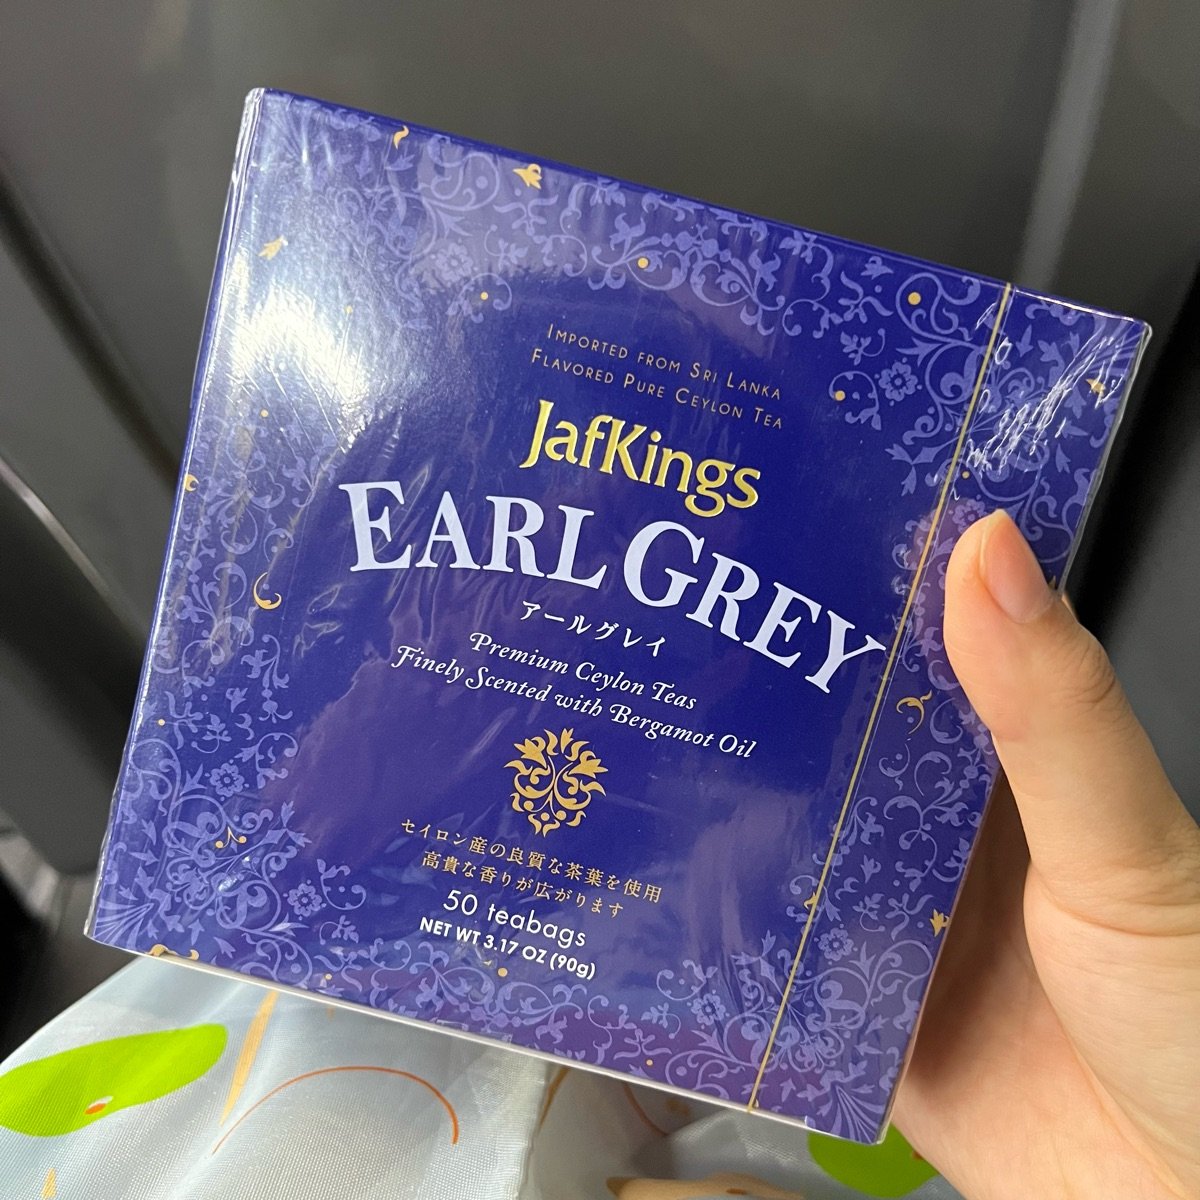 IMPORTED FROM SRI LANKA
FLAVORED PURE CEYLON TEA
JafKings
EARL GREY
アールグレイ
Premium Ceylon Teas
Finely Scented with Bergamot Oil
セイロン産の良質な茶葉を使用
高貴な香りが広がります
50 teabags
NET WT 3.17 OZ (90g)